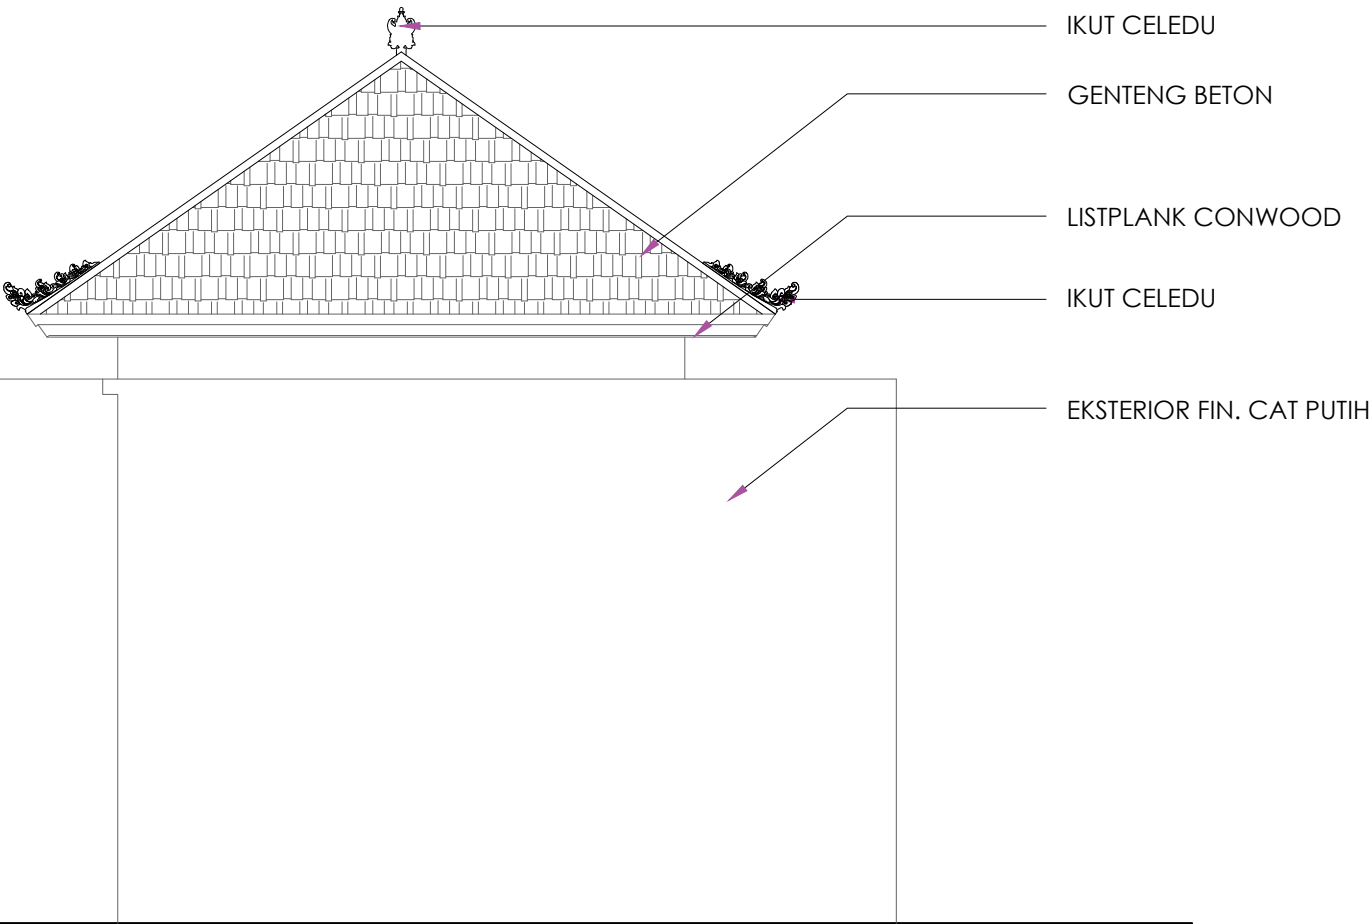 IKUT CELEDU
GENTENG BETON
LISTPLANK CONWOOD
IKUT CELEDU
EKSTERIOR FIN. CAT PUTIH